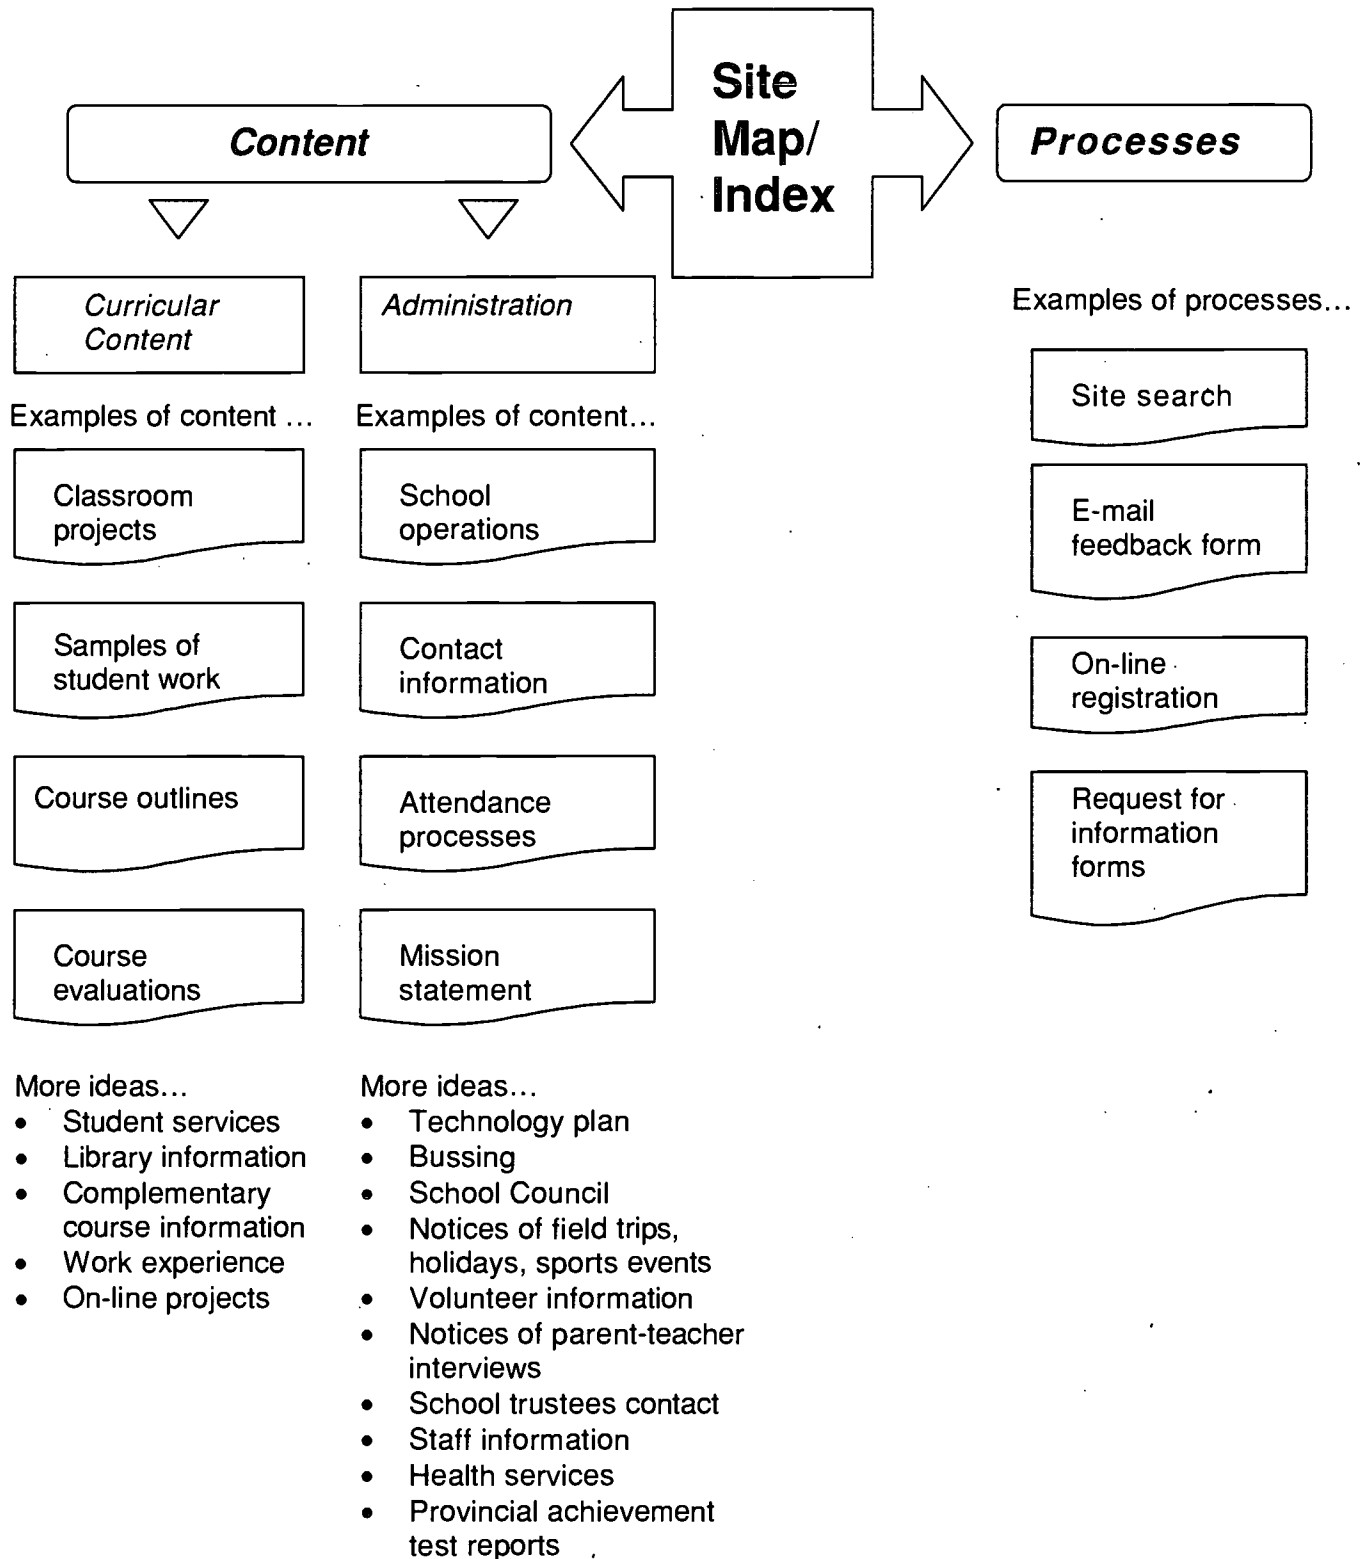 Site
Map/
Index
Content
Processes
Curricular
Content
Examples of content ...
Classroom
projects
Samples of
student work
Course outlines
Course
evaluations
More ideas...
• Student services
• Library information
• Complementary
course information
• Work experience
• On-line projects
Administration
Examples of content...
School
operations
Contact
information
Attendance
processes
Mission
statement
More ideas...
• Technology plan
• Bussing
• School Council
• Notices of field trips,
holidays, sports events
• Volunteer information
• Notices of parent-teacher
interviews
• School trustees contact
• Staff information
• Health services
• Provincial achievement
test reports
Examples of processes...
Site search
E-mail
feedback form
On-line
registration
Request for
information
forms